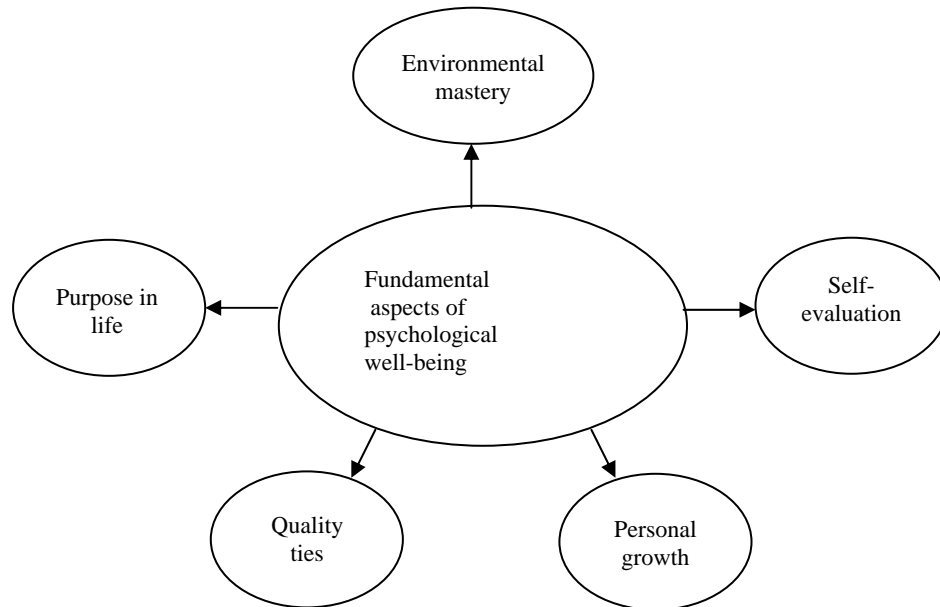 Environmental
mastery
Purpose in
life
Fundamental
aspects of
psychological
well-being
Self-
evaluation
Quality
ties
Personal
growth